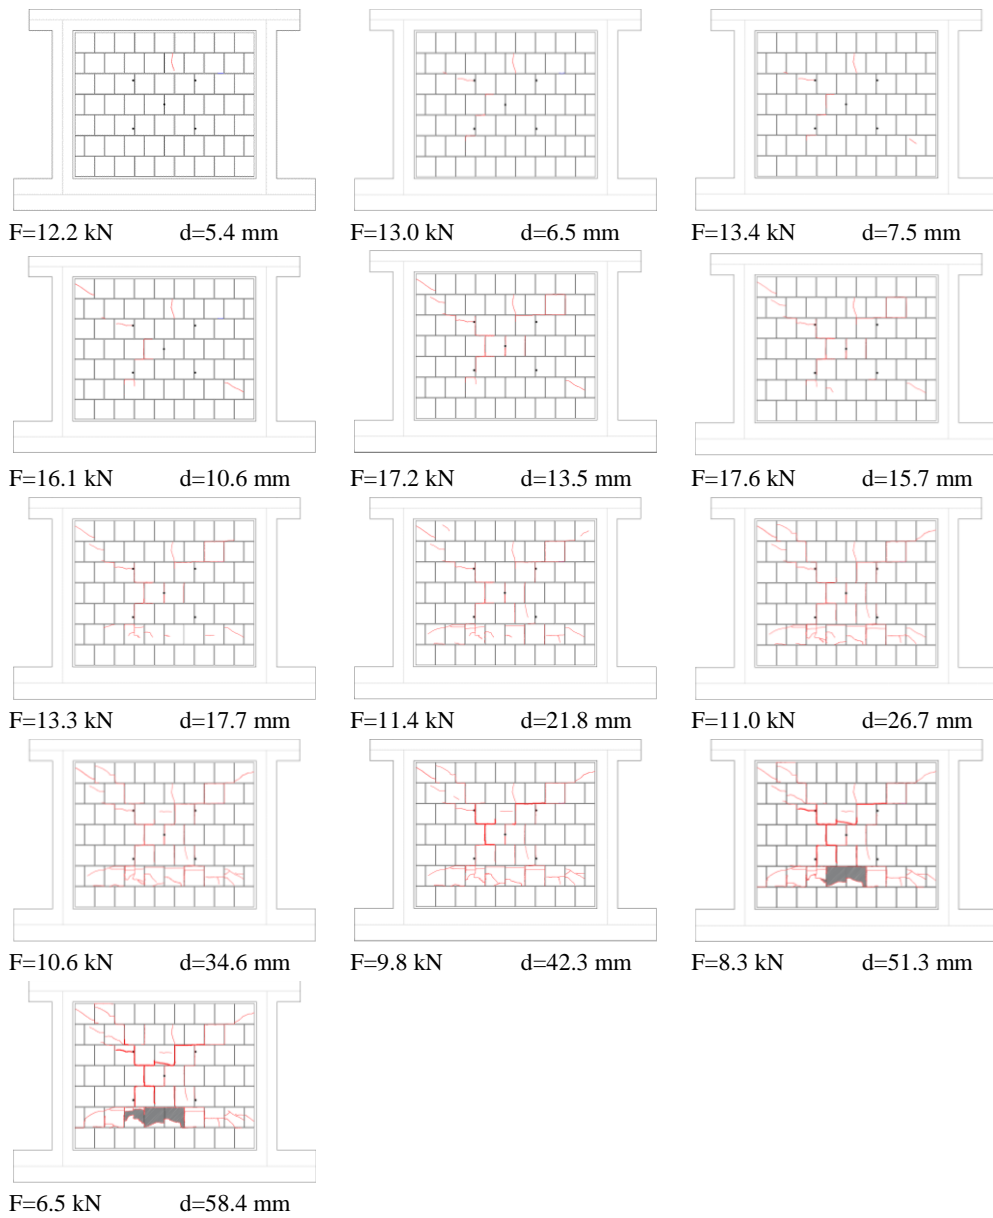 F=12.2 kN d=5.4 mm F=13.0 kN d=6.5 mm F=13.4 kN d=7.5 mm
F=16.1 kN d=10.6 mm F=17.2 kN d=13.5 mm F=17.6 kN d=15.7 mm
F=13.3 kN d=17.7 mm F=11.4 kN d=21.8 mm F=11.0 kN d=26.7 mm
F=10.6 kN d=34.6 mm F=9.8 kN d=42.3 mm F=8.3 kN d=51.3 mm
F=6.5 kN d=58.4 mm